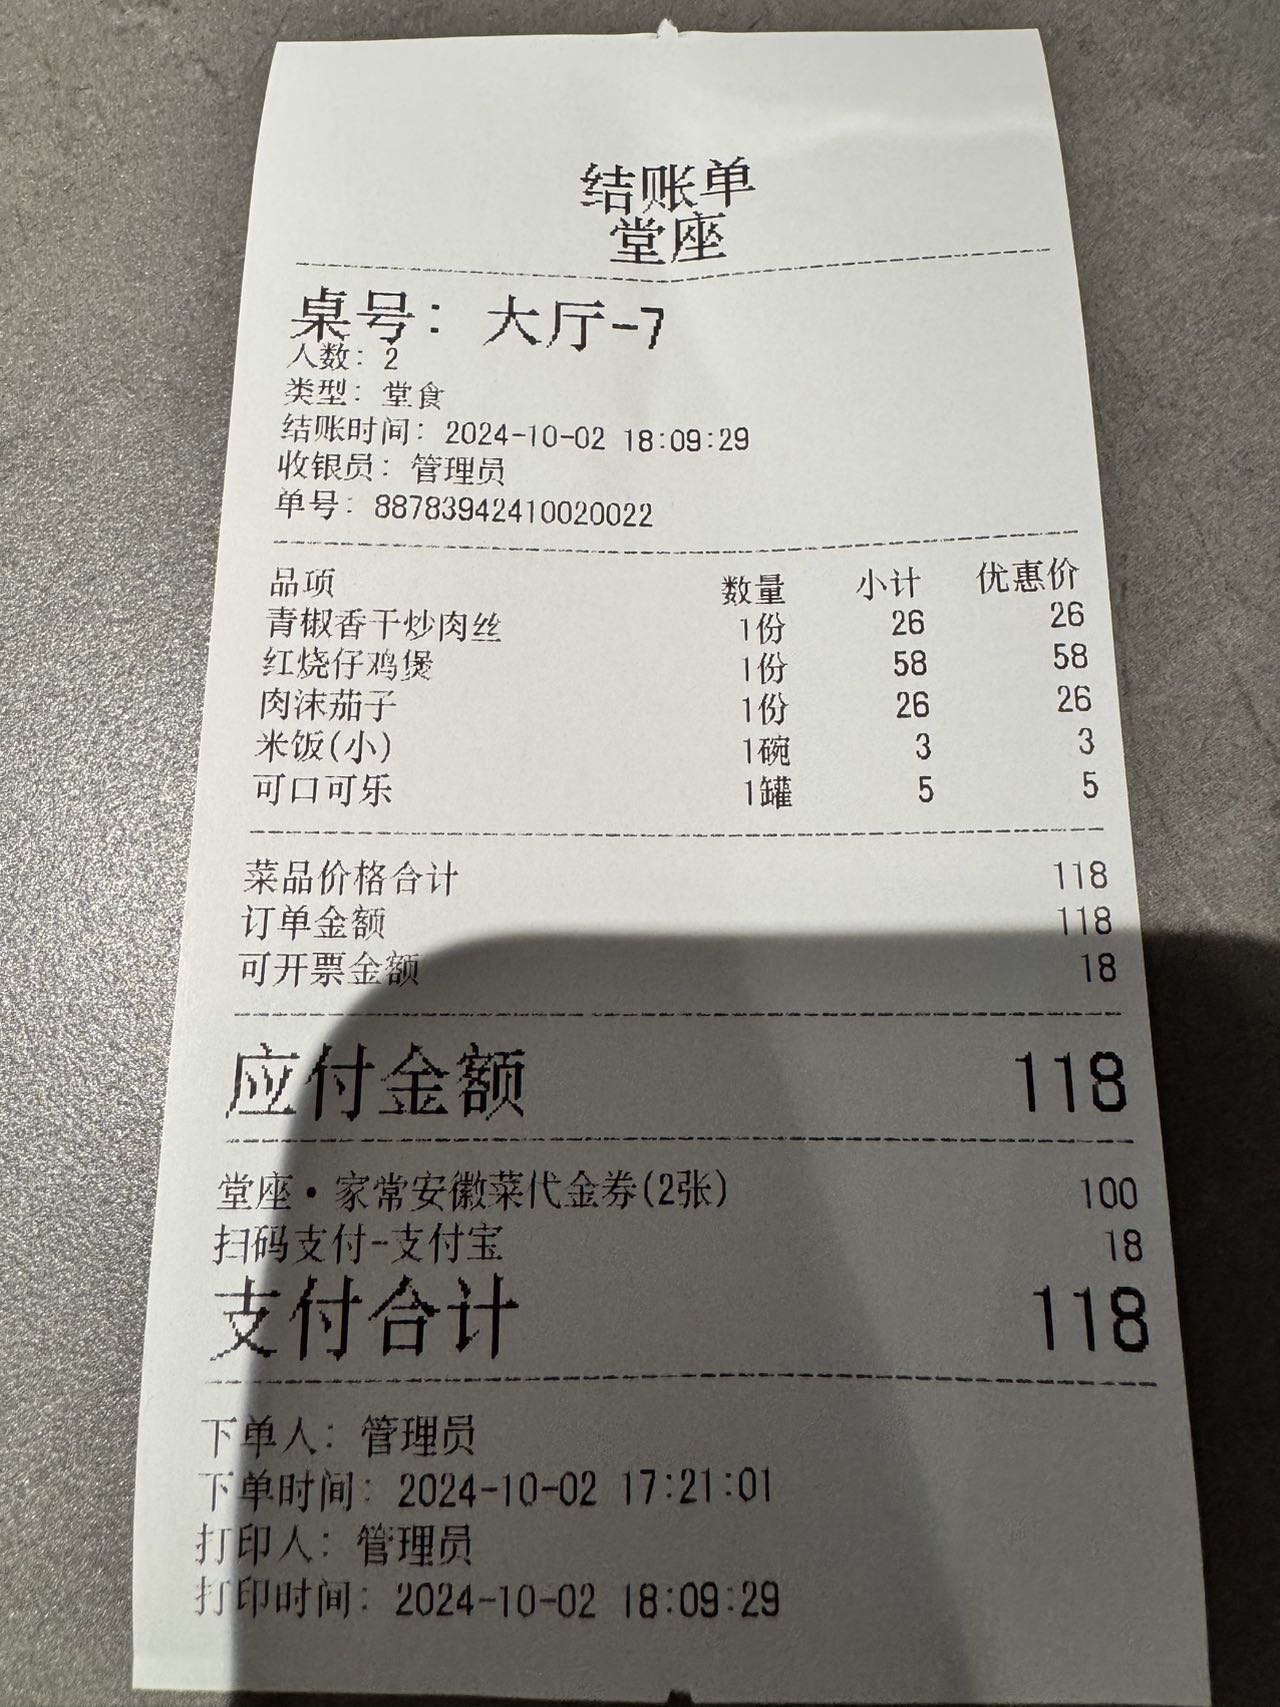 结账单
堂座
桌号: 大厅-7
人数: 2
类型: 堂食
结账时间: 2024-10-02 18:09:29
收银员: 管理员
单号: 88783942410020022
品项 数量 小计 优惠价
青椒香干炒肉丝 1份 26 26
红烧仔鸡煲 1份 58 58
肉沫茄子 1份 26 26
米饭(小) 1碗 3 3
可口可乐 1罐 5 5
菜品价格合计 118
订单金额 118
可开票金额 18
应付金额 118
堂座·家常安徽菜代金券(2张) 100
扫码支付-支付宝 18
支付合计 118
下单人: 管理员
下单时间: 2024-10-02 17:21:01
打印人: 管理员
打印时间: 2024-10-02 18:09:29